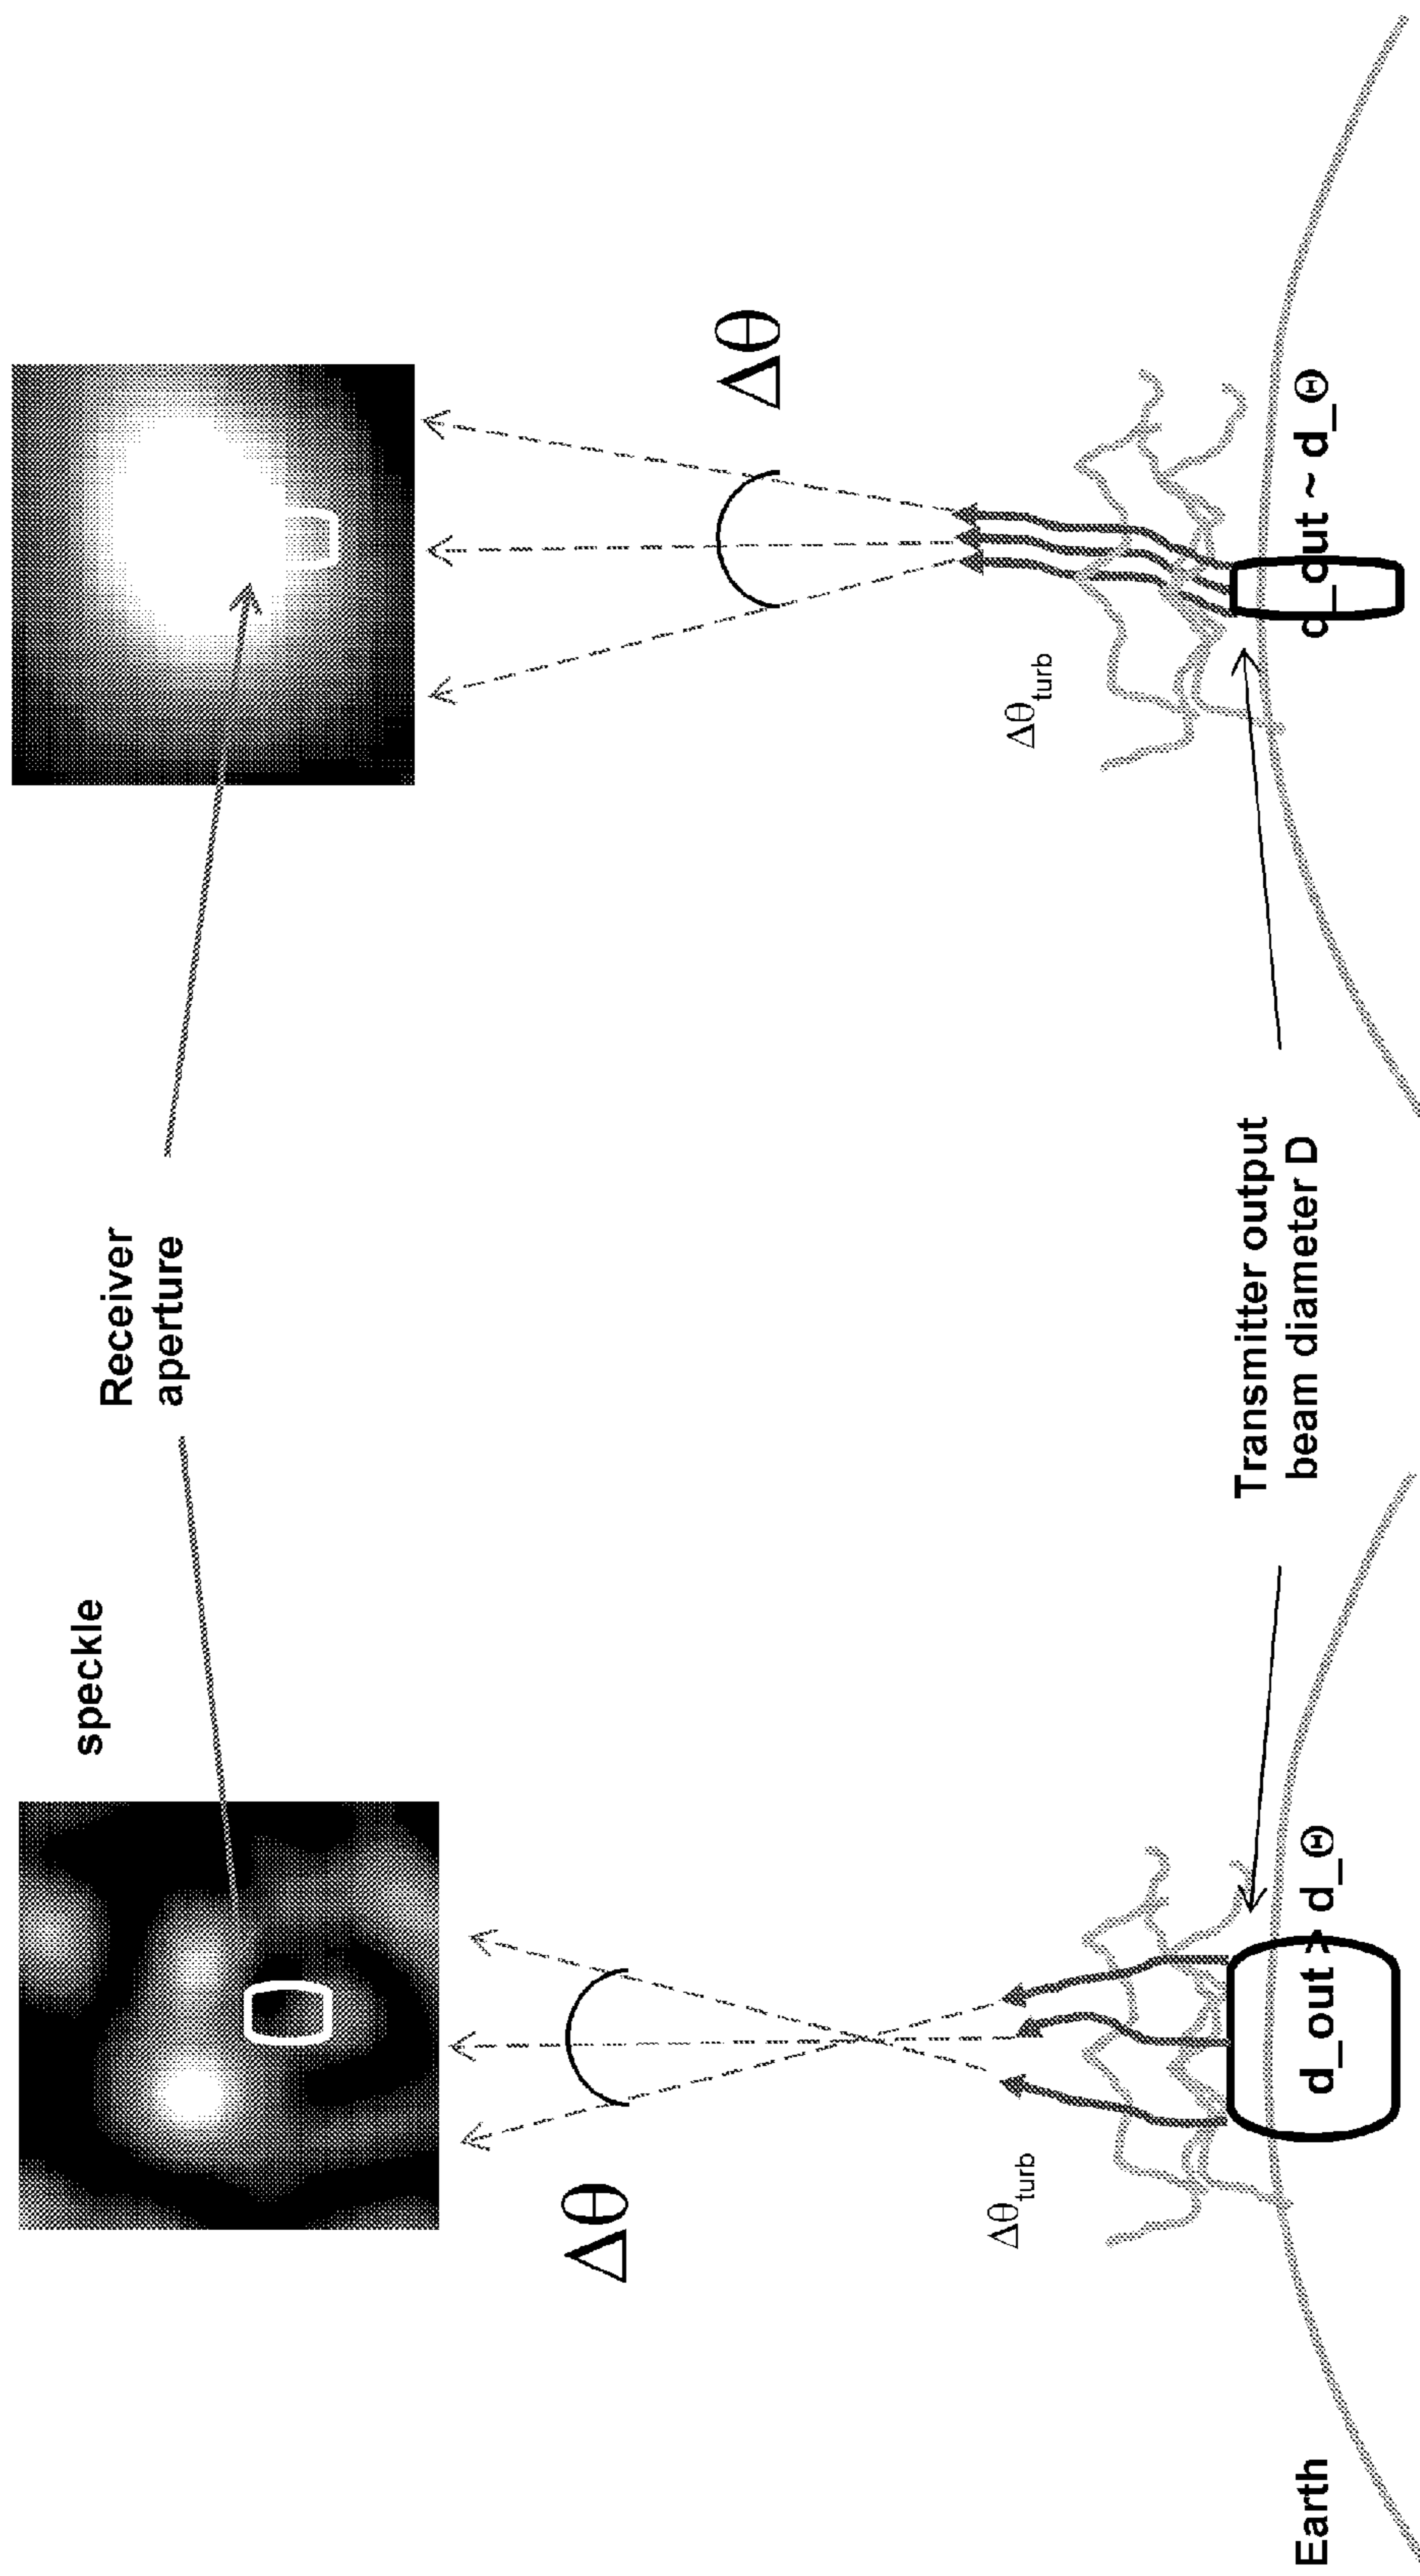 speckle
Receiver
aperture
Δθ
Δθ
Δθturb
Δθturb
Transmitter output
beam diameter D
d_out > d_Θ
d_out ~ d_Θ
Earth